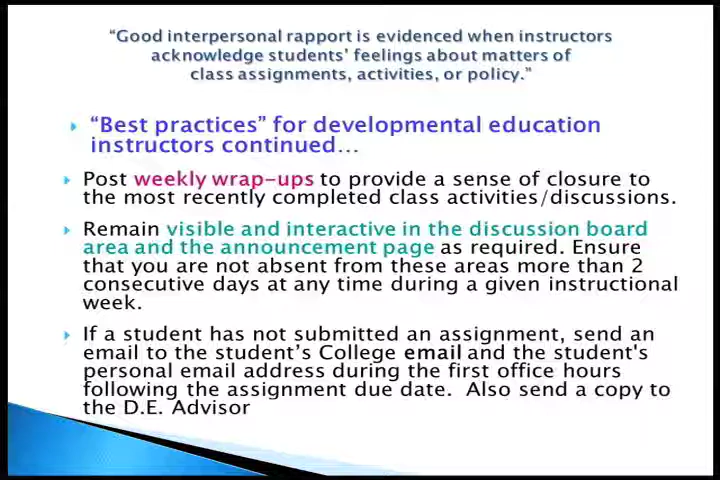 “Good interpersonal rapport is evidenced when instructors
acknowledge students’ feelings about matters of
class assignments, activities, or policy.”
“Best practices” for developmental education
instructors continued…
Post weekly wrap-ups to provide a sense of closure to
the most recently completed class activities/discussions.
Remain visible and interactive in the discussion board
area and the announcement page as required. Ensure
that you are not absent from these areas more than 2
consecutive days at any time during a given instructional
week.
If a student has not submitted an assignment, send an
email to the student’s College email and the student's
personal email address during the first office hours
following the assignment due date.  Also send a copy to
the D.E. Advisor